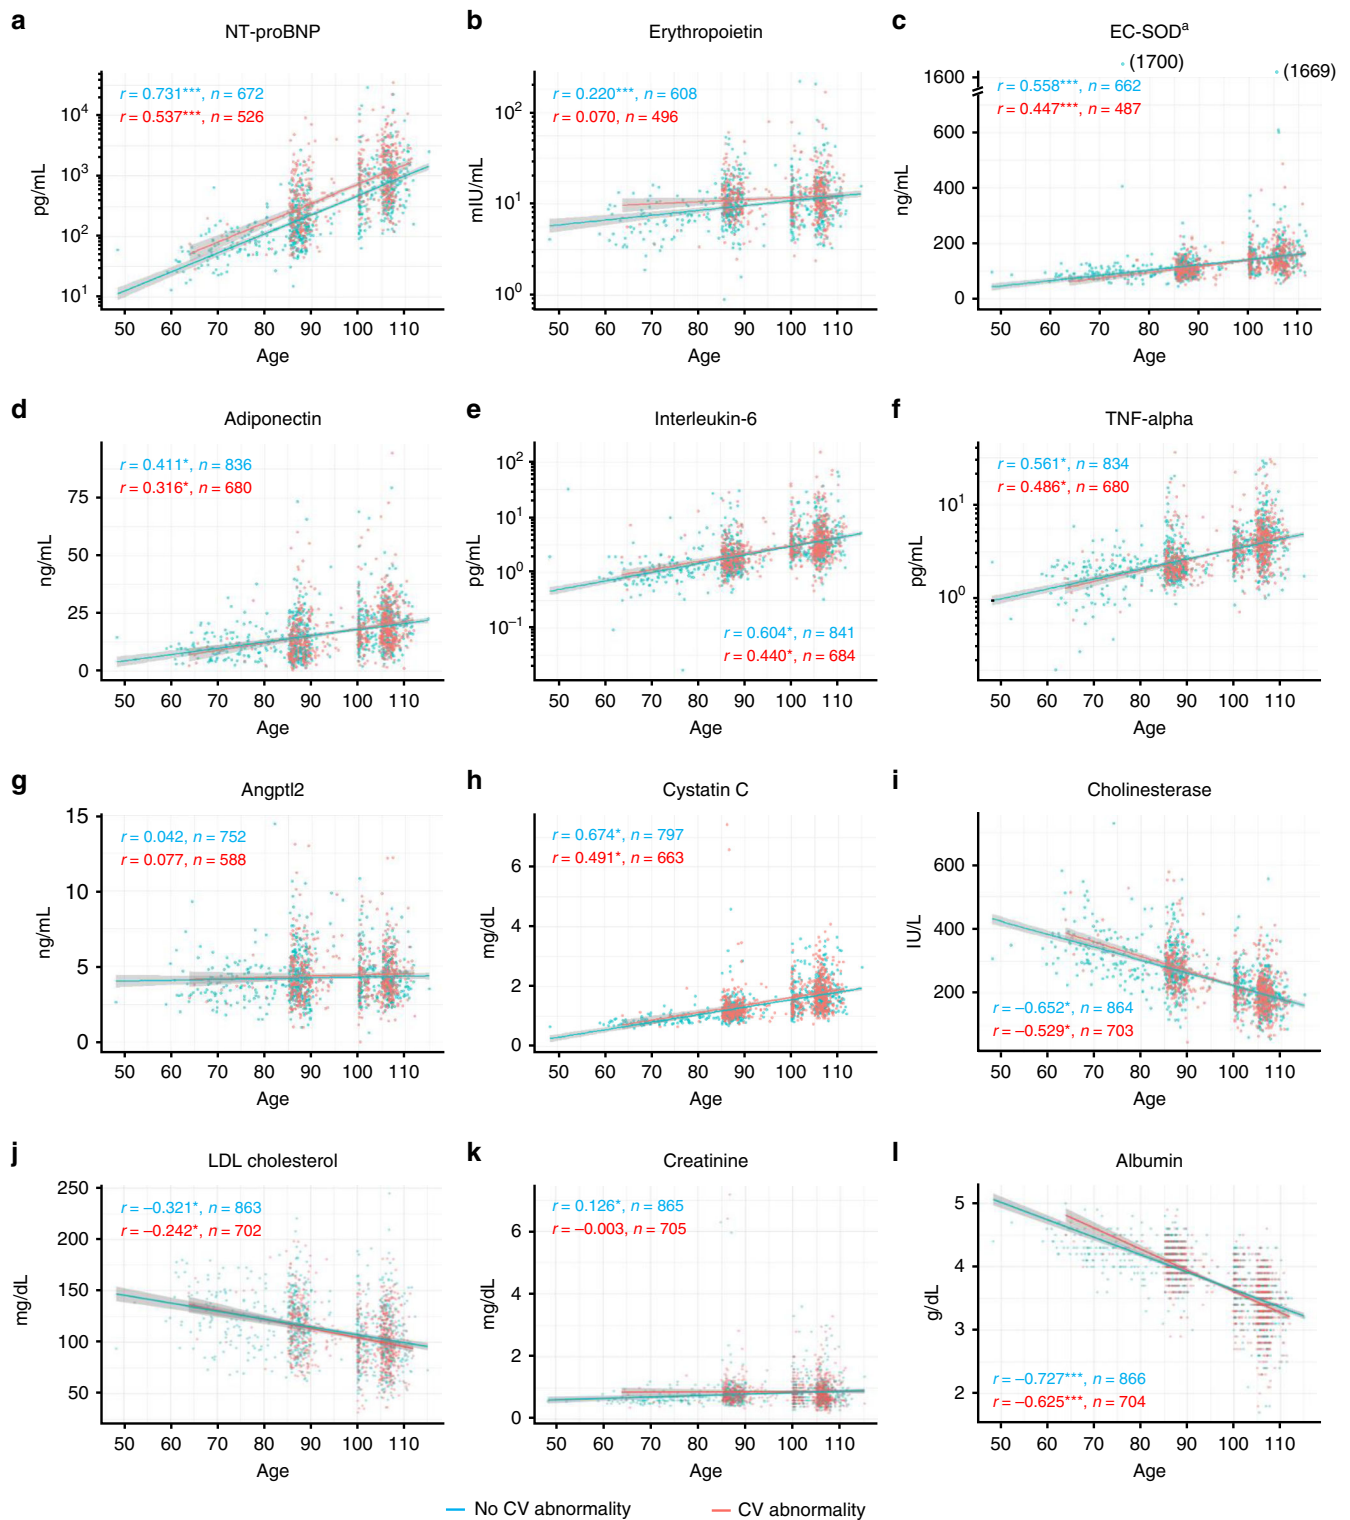 a NT-proBNP
r = 0.731***, n = 672
r = 0.537***, n = 526
10^4
10^3
10^2
10^1
pg/mL
50 60 70 80 90 100 110
Age
b Erythropoietin
r = 0.220***, n = 608
r = 0.070, n = 496
10^2
10^1
10^0
mIU/mL
50 60 70 80 90 100 110
Age
c EC-SOD^a
(1700)
(1669)
r = 0.558***, n = 662
r = 0.447***, n = 487
1600
600
400
200
0
ng/mL
50 60 70 80 90 100 110
Age
d Adiponectin
r = 0.411*, n = 836
r = 0.316*, n = 680
75
50
25
0
ng/mL
50 60 70 80 90 100 110
Age
e Interleukin-6
10^2
10^1
10^0
10^−1
pg/mL
r = 0.604*, n = 841
r = 0.440*, n = 684
50 60 70 80 90 100 110
Age
f TNF-alpha
r = 0.561*, n = 834
r = 0.486*, n = 680
10^1
10^0
pg/mL
50 60 70 80 90 100 110
Age
g Angptl2
15
10
5
0
r = 0.042, n = 752
r = 0.077, n = 588
ng/mL
50 60 70 80 90 100 110
Age
h Cystatin C
r = 0.674*, n = 797
r = 0.491*, n = 663
6
4
2
0
mg/dL
50 60 70 80 90 100 110
Age
i Cholinesterase
600
400
200
IU/L
r = −0.652*, n = 864
r = −0.529*, n = 703
50 60 70 80 90 100 110
Age
j LDL cholesterol
250
200
150
100
50
r = −0.321*, n = 863
r = −0.242*, n = 702
mg/dL
50 60 70 80 90 100 110
Age
k Creatinine
r = 0.126*, n = 865
r = −0.003, n = 705
6
4
2
0
mg/dL
50 60 70 80 90 100 110
Age
l Albumin
5
4
3
2
g/dL
r = −0.727***, n = 866
r = −0.625***, n = 704
50 60 70 80 90 100 110
Age
No CV abnormality CV abnormality